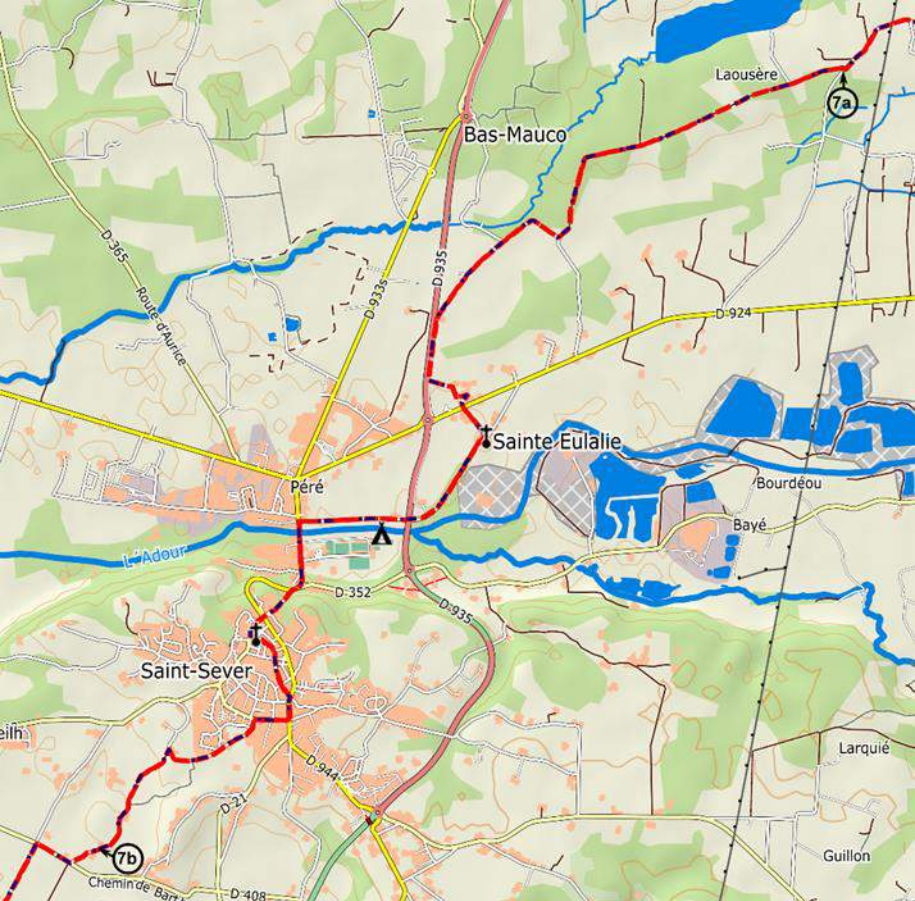 Laousère
7a
Bas-Mauco
D 365
Route d'Aurice
D 933s
D 935
D 924
Sainte Eulalie
Péré
Bourdéou
Bayé
L'Adour
D 352
D 935
Saint-Sever
eilh
Larquié
D 944
D 21
7b
Guillon
Chemin de Bart
D 408